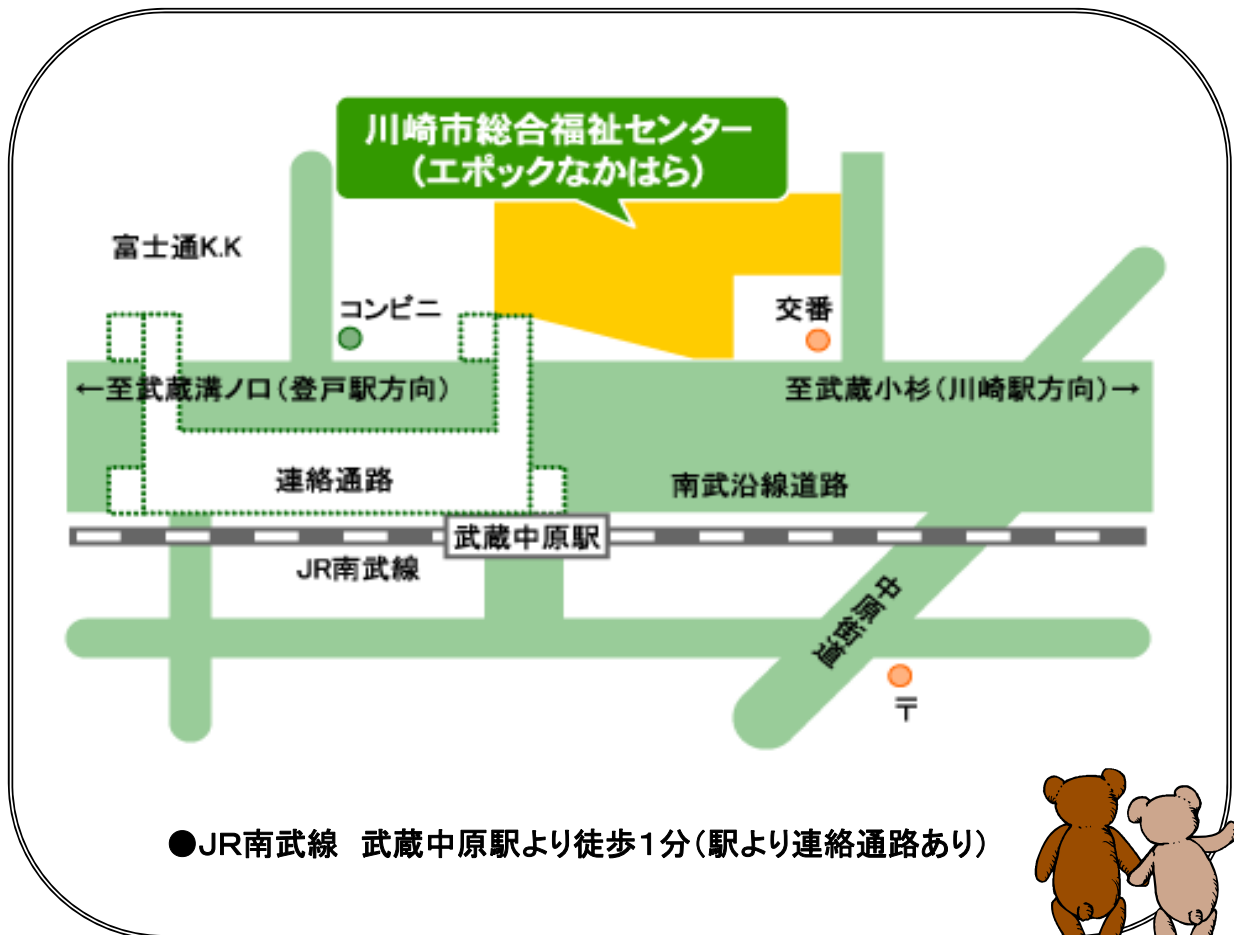 川崎市総合福祉センター
(エポックなかはら)
富士通K.K
コンビニ
交番
←至武蔵溝ノ口(登戸駅方向)
至武蔵小杉(川崎駅方向)→
連絡通路
南武沿線道路
武蔵中原駅
JR南武線
中原街道
〒
●JR南武線 武蔵中原駅より徒歩1分(駅より連絡通路あり)